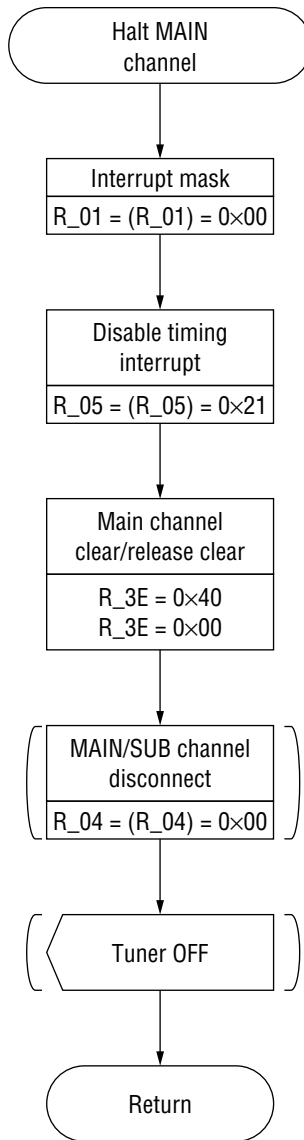 Halt MAIN
channel
Interrupt mask
R_01 = (R_01) = 0×00
Disable timing
interrupt
R_05 = (R_05) = 0×21
Main channel
clear/release clear
R_3E = 0×40
R_3E = 0×00
MAIN/SUB channel
disconnect
R_04 = (R_04) = 0×00
Tuner OFF
Return